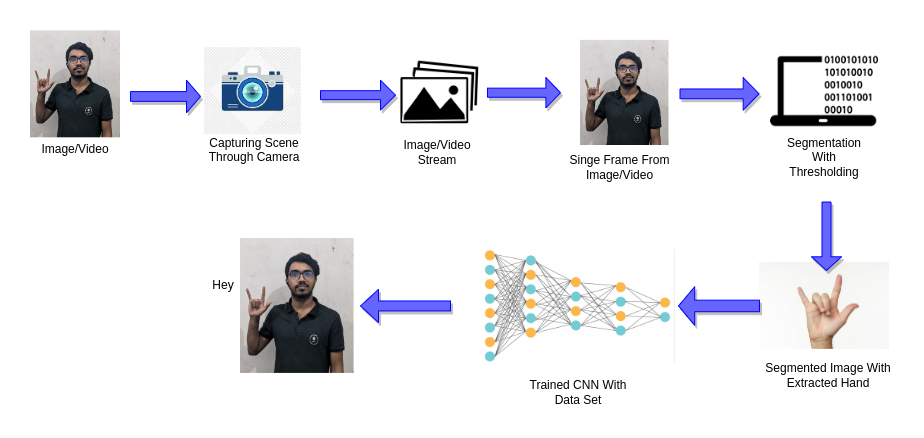 0100101010
101010010
0010010
001101001
00010
Image/Video
Capturing Scene
Through Camera
Image/Video
Stream
Singe Frame From
Image/Video
Segmentation
With
Thresholding
Hey
Trained CNN With
Data Set
Segmented Image With
Extracted Hand